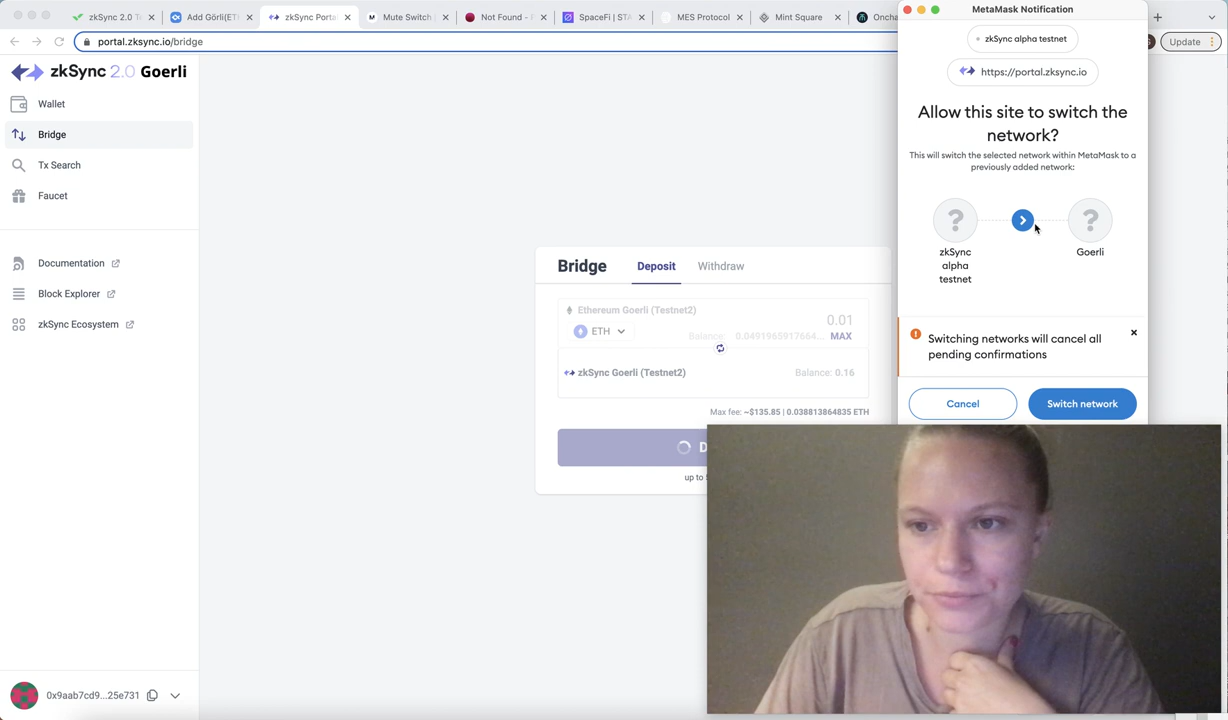 zkSync 2.0 T
Add Görli(ET
zkSync Porta
Mute Switch
Not Found -
SpaceFi | STA
MES Protocol
Mint Square
Oncha
MetaMask Notification
portal.zksync.io/bridge
Update
zkSync 2.0 Goerli
Wallet
Bridge
Tx Search
Faucet
Documentation
Block Explorer
zkSync Ecosystem
0x9aab7cd9...25e731
Bridge
Deposit
Withdraw
Ethereum Goerli (Testnet2)
0.01
ETH
Balance: 0.0491965917664...
MAX
zkSync Goerli (Testnet2)
Balance: 0.16
Max fee: ~$135.85 | 0.038813864835 ETH
D
up to
zkSync alpha testnet
https://portal.zksync.io
Allow this site to switch the
network?
This will switch the selected network within MetaMask to a
previously added network:
?
?
zkSync
alpha
testnet
Goerli
Switching networks will cancel all
pending confirmations
Cancel
Switch network